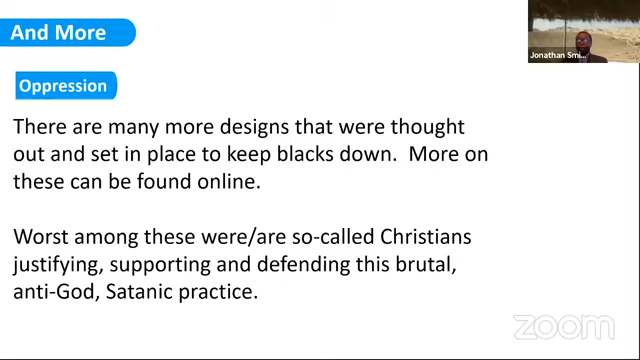 And More
Jonathan Smi...
Oppression
There are many more designs that were thought
out and set in place to keep blacks down.  More on
these can be found online.
Worst among these were/are so-called Christians
justifying, supporting and defending this brutal,
anti-God, Satanic practice.
zoom